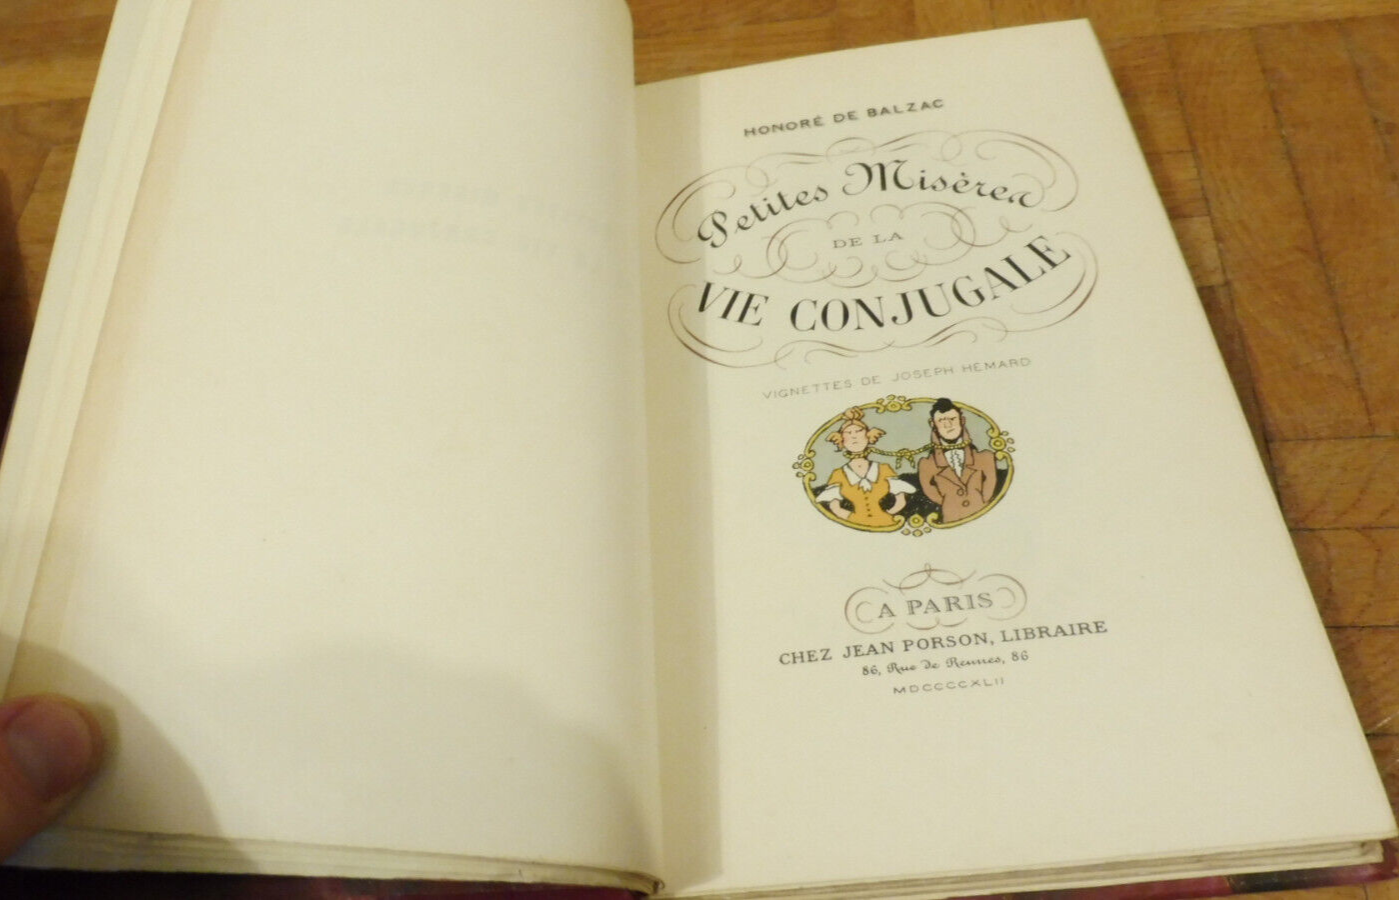 HONORÉ DE BALZAC
Petites Misères
DE LA
VIE CONJUGALE
VIGNETTES DE JOSEPH HEMARD
A PARIS
CHEZ JEAN PORSON, LIBRAIRE
86, Rue de Rennes, 86
MDCCCCXLII